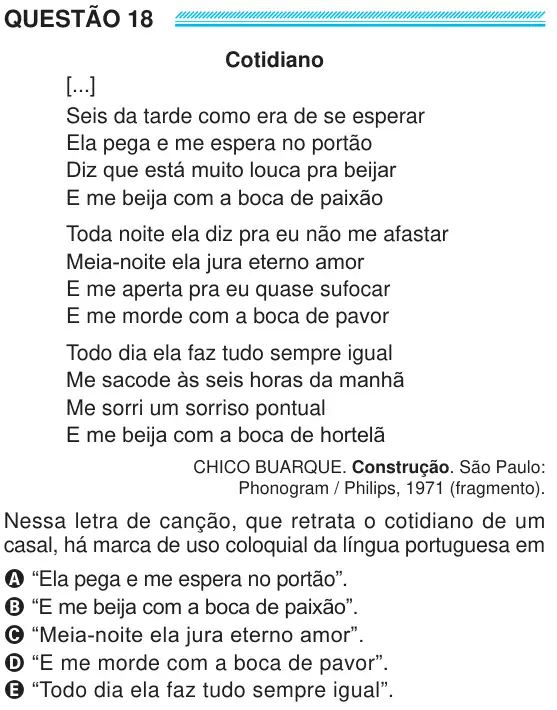 QUESTÃO 18
Cotidiano
[...]
Seis da tarde como era de se esperar
Ela pega e me espera no portão
Diz que está muito louca pra beijar
E me beija com a boca de paixão
Toda noite ela diz pra eu não me afastar
Meia-noite ela jura eterno amor
E me aperta pra eu quase sufocar
E me morde com a boca de pavor
Todo dia ela faz tudo sempre igual
Me sacode às seis horas da manhã
Me sorri um sorriso pontual
E me beija com a boca de hortelã
CHICO BUARQUE. Construção. São Paulo:
Phonogram / Philips, 1971 (fragmento).
Nessa letra de canção, que retrata o cotidiano de um
casal, há marca de uso coloquial da língua portuguesa em
A “Ela pega e me espera no portão”.
B “E me beija com a boca de paixão”.
C “Meia-noite ela jura eterno amor”.
D “E me morde com a boca de pavor”.
E “Todo dia ela faz tudo sempre igual”.